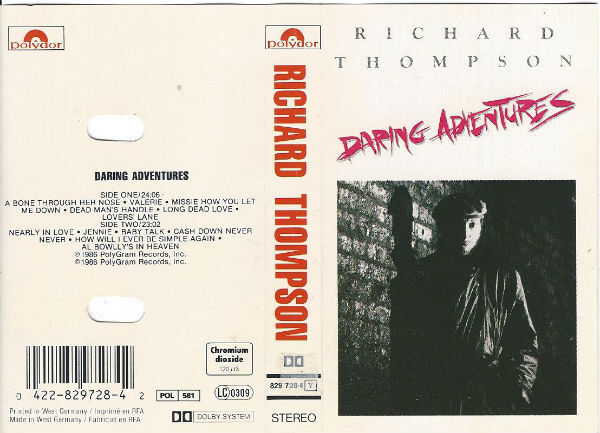 polydor
DARING ADVENTURES
SIDE ONE/24:06
A BONE THROUGH HER NOSE • VALERIE • MISSIE HOW YOU LET
ME DOWN • DEAD MAN'S HANDLE • LONG DEAD LOVE •
LOVERS' LANE
SIDE TWO/23:02
NEARLY IN LOVE • JENNIE • BABY TALK • CASH DOWN NEVER
NEVER • HOW WILL I EVER BE SIMPLE AGAIN •
AL BOWLLY'S IN HEAVEN
℗ 1986 PolyGram Records, Inc.
© 1986 PolyGram Records, Inc.
0 422-829728-4 2
POL 581
Printed in West Germany / Imprimé en RFA
Made in West Germany / Fabriqué en RFA
Chromium
dioxide
120 µS
LC 0309
DOLBY SYSTEM
polydor
RICHARD THOMPSON
829 728-4 Y
STEREO
RICHARD
THOMPSON
DARING ADVENTURES